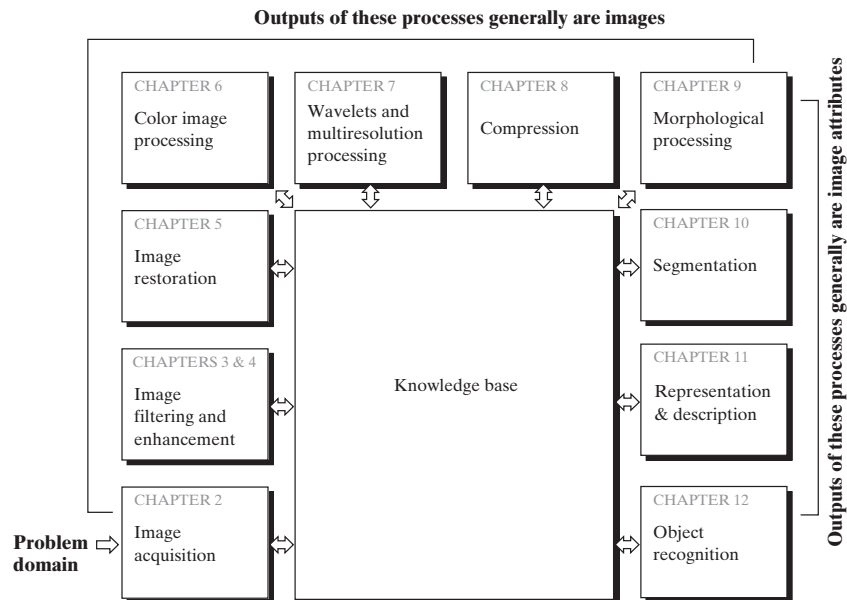 Outputs of these processes generally are images
CHAPTER 6
Color image
processing
CHAPTER 7
Wavelets and
multiresolution
processing
CHAPTER 8
Compression
CHAPTER 9
Morphological
processing
CHAPTER 5
Image
restoration
CHAPTERS 3 & 4
Image
filtering and
enhancement
CHAPTER 2
Image
acquisition
Problem
domain
Knowledge base
CHAPTER 10
Segmentation
CHAPTER 11
Representation
& description
CHAPTER 12
Object
recognition
Outputs of these processes generally are image attributes